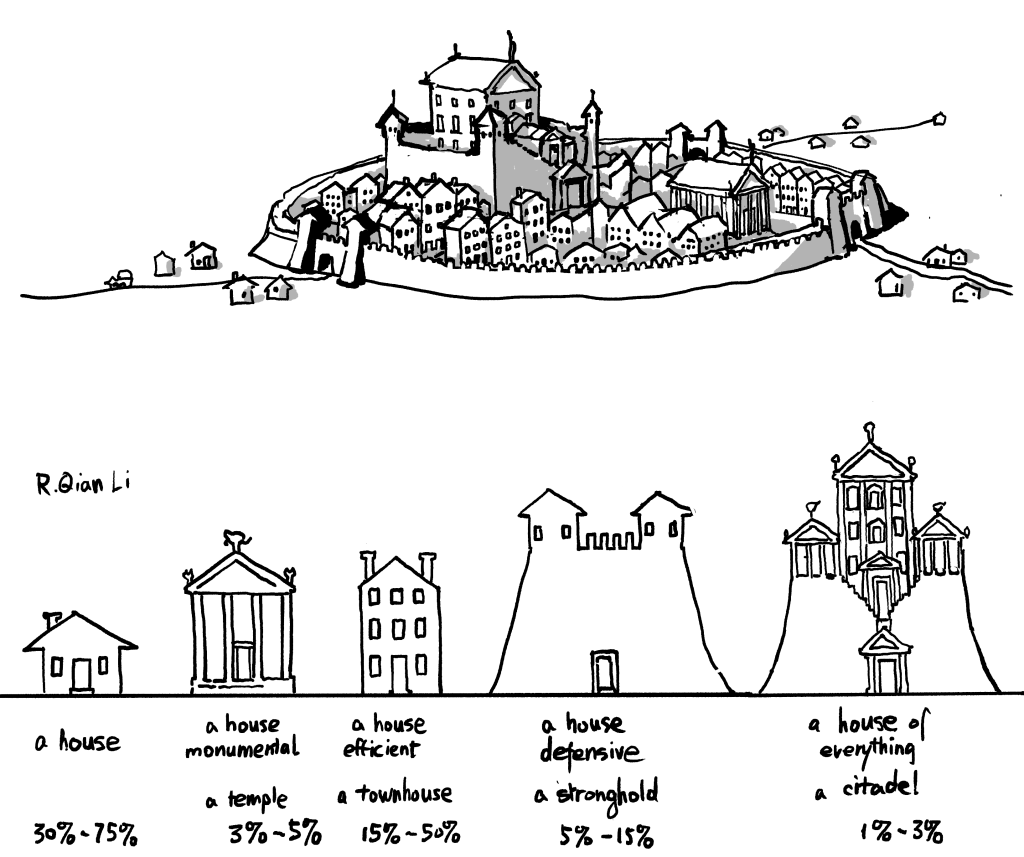 R.Qian Li
a house
a house
monumental
a house
efficient
a house
defensive
a house of
everything
a temple
a townhouse
a stronghold
a citadel
30%~75%
3%~5%
15%~50%
5%~15%
1%~3%